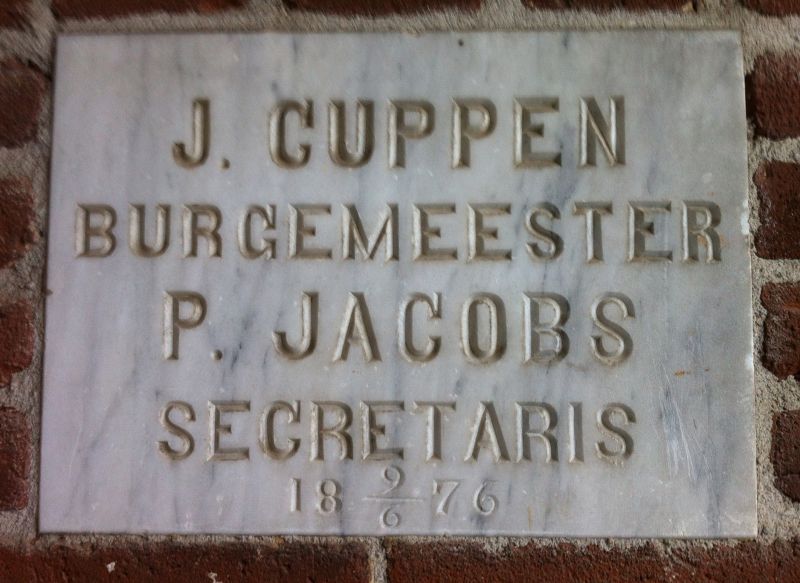 J. CUPPEN
BURGEMEESTER
P. JACOBS
SECRETARIS
18 9/6 76